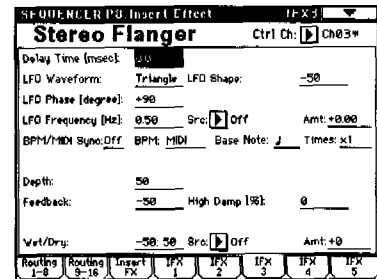 SEQUENCER P8.Insert Effect IFX3
Stereo Flanger Ctrl Ch: Ch03*
Delay Time [msec]:
LFO Waveform: Triangle LFO Shape: -50
LFO Phase [degree]: +90
LFO Frequency [Hz]: 0.50 Src: Off Amt: +0.00
BPM/MIDI Sync: Off BPM: MIDI Base Note: ♩ Times: x1
Depth: 50
Feedback: -50 High Damp [%]: 0
Wet/Dry: -50: 50 Src: Off Amt: +0
Routing 1-8 Routing 9-16 Insert FX IFX 1 IFX 2 IFX 3 IFX 4 IFX 5